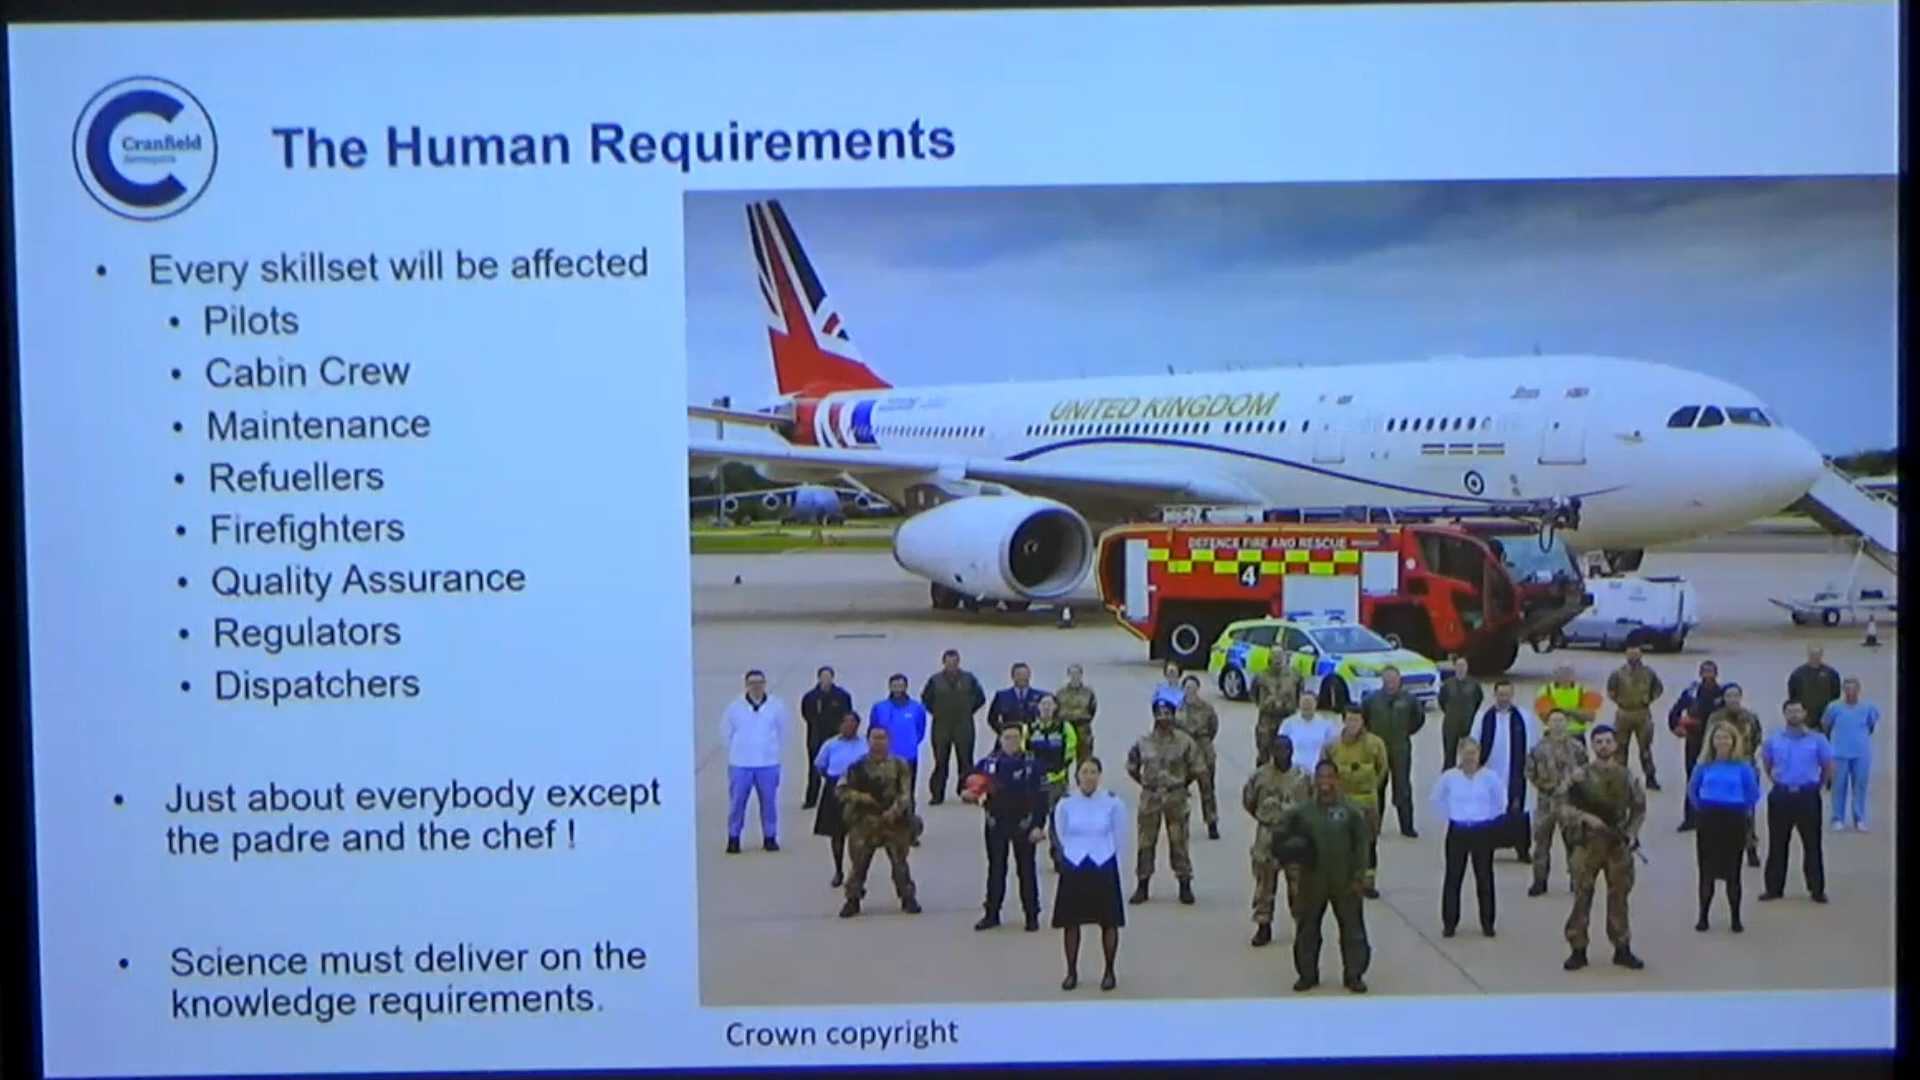 Cranfield
Aerospace
The Human Requirements
• Every skillset will be affected
• Pilots
• Cabin Crew
• Maintenance
• Refuellers
• Firefighters
• Quality Assurance
• Regulators
• Dispatchers
• Just about everybody except
the padre and the chef !
• Science must deliver on the
knowledge requirements.
UNITED KINGDOM
DEFENCE FIRE AND RESCUE
4
Crown copyright